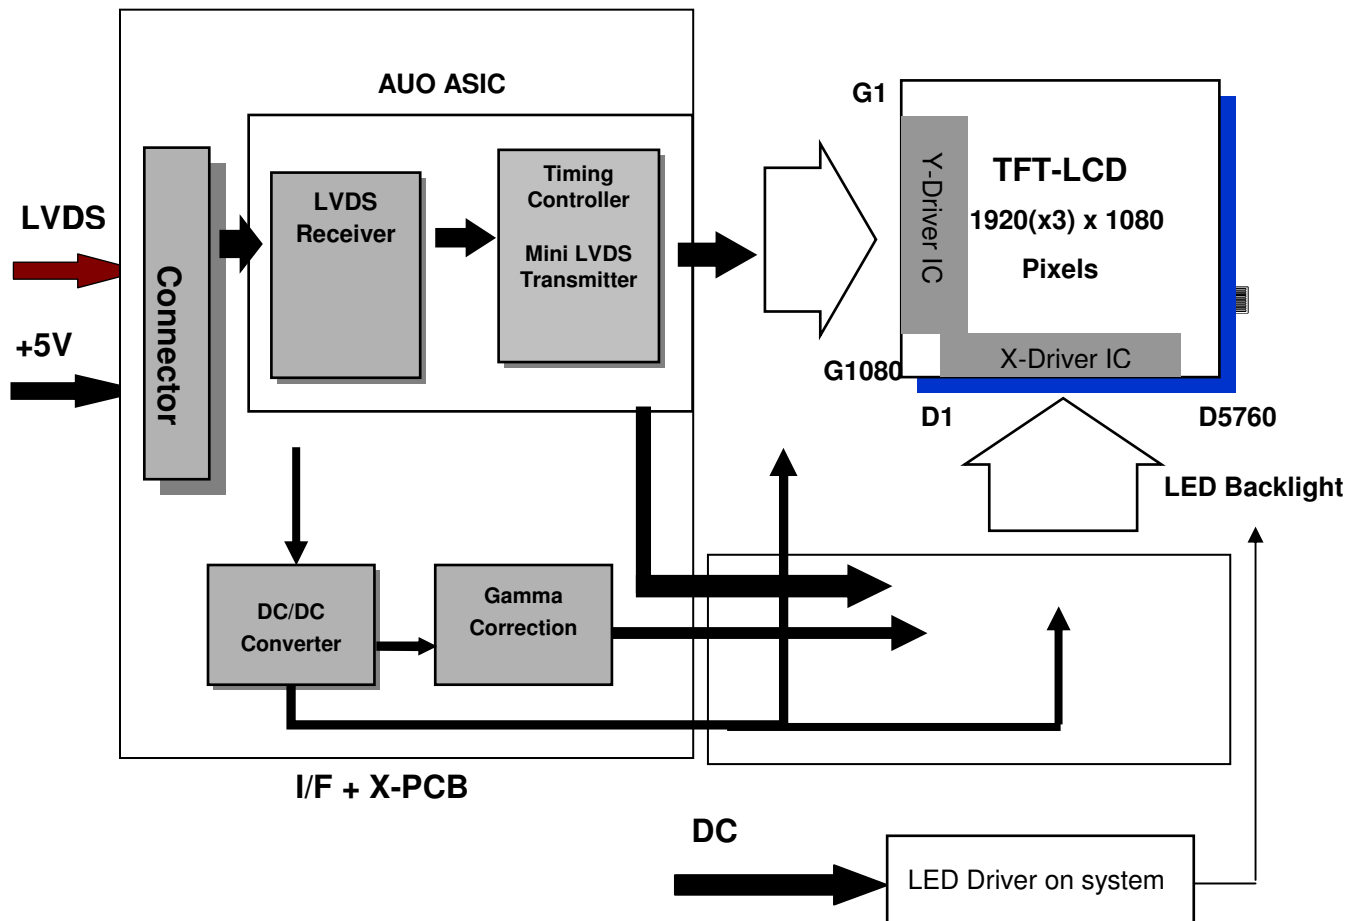 AUO ASIC
G1
LVDS
+5V
Connector
LVDS
Receiver
Timing
Controller
Mini LVDS
Transmitter
Y-Driver IC
TFT-LCD
1920(x3) x 1080
Pixels
X-Driver IC
G1080
D1
D5760
LED Backlight
DC/DC
Converter
Gamma
Correction
I/F + X-PCB
DC
LED Driver on system